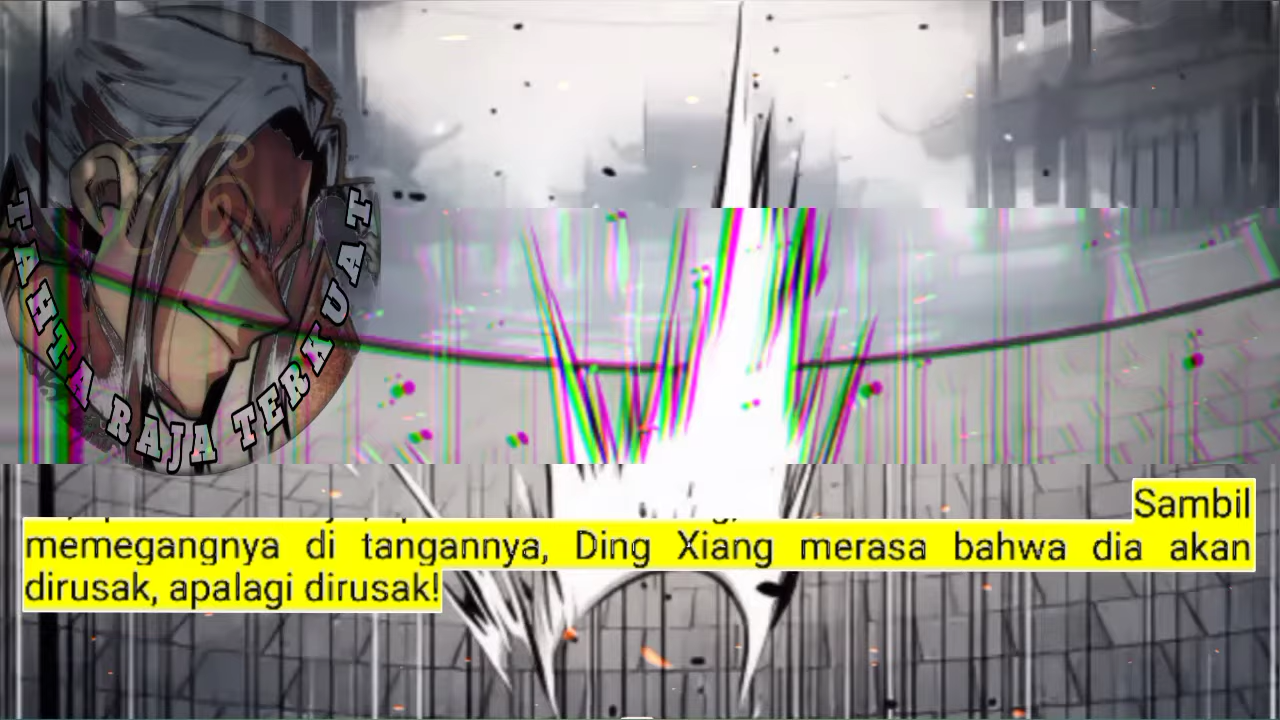 TAHTA RAJA TERKUAT
Sambil
memegangnya di tangannya, Ding Xiang merasa bahwa dia akan
dirusak, apalagi dirusak!